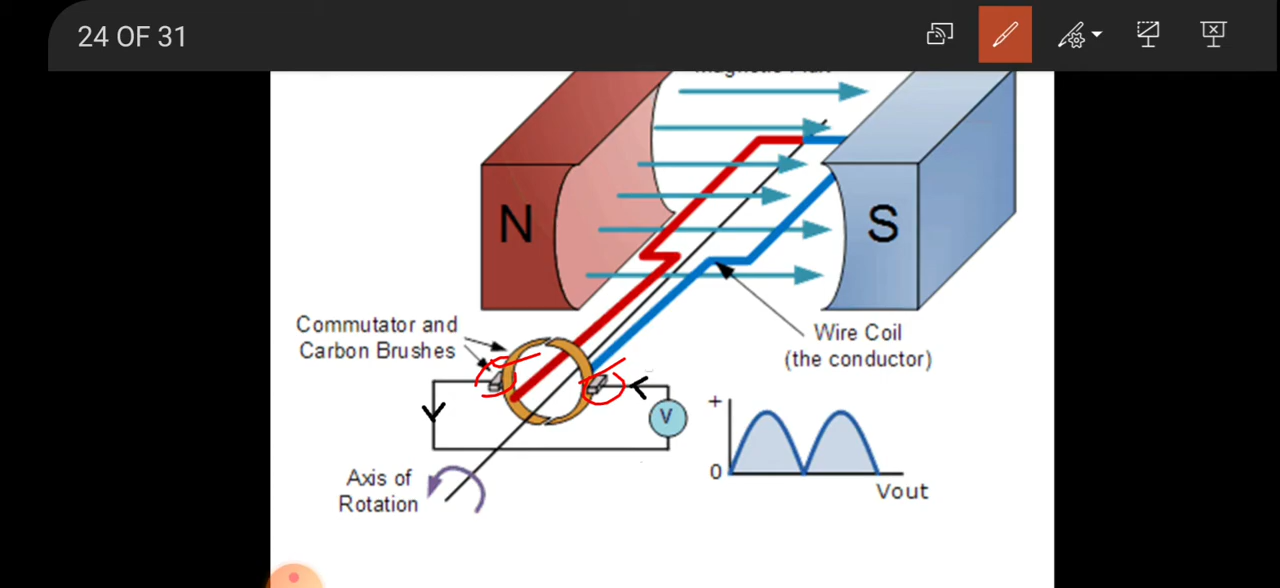 24 OF 31
N
S
Commutator and
Carbon Brushes
Wire Coil
(the conductor)
V
+
0
Vout
Axis of
Rotation